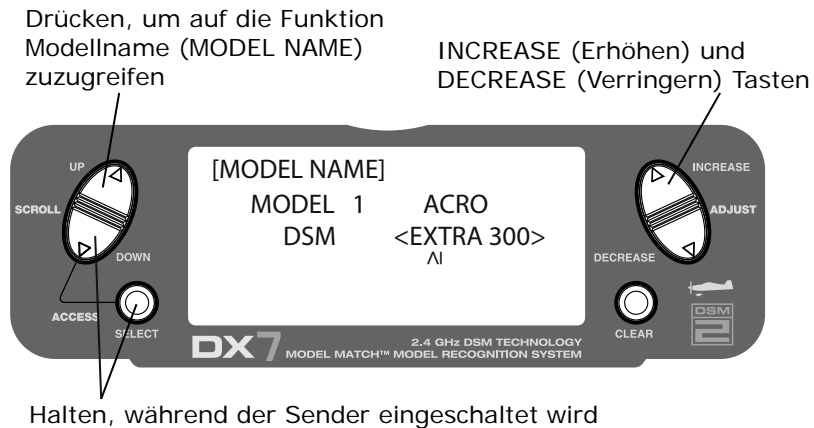 Drücken, um auf die Funktion
Modellname (MODEL NAME)
zuzugreifen
INCREASE (Erhöhen) und
DECREASE (Verringern) Tasten
UP
SCROLL
DOWN
ACCESS
SELECT
[MODEL NAME]
MODEL 1 ACRO
DSM <EXTRA 300>
INCREASE
ADJUST
DECREASE
CLEAR
DSM
2
DX7
2.4 GHz DSM TECHNOLOGY
MODEL MATCH™ MODEL RECOGNITION SYSTEM
Halten, während der Sender eingeschaltet wird